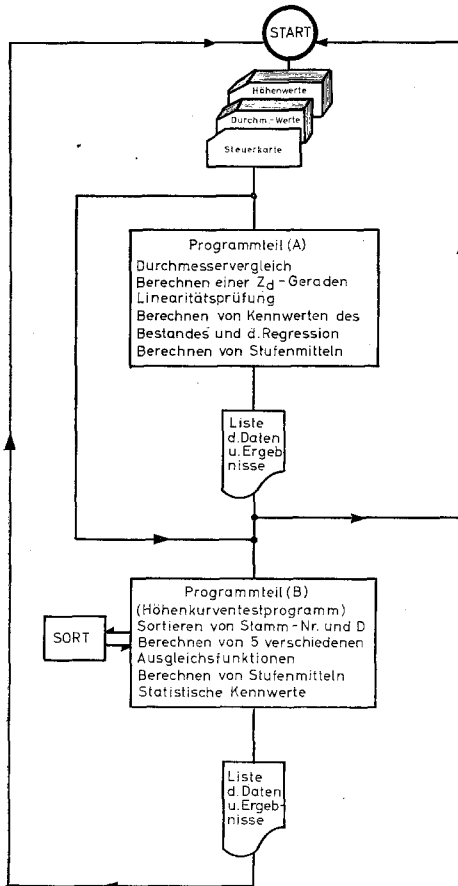 START
Höhenwerte
Durchm.-Werte
Steuerkarte
Programmteil (A)
Durchmesservergleich
Berechnen einer Zd - Geraden
Linearitätsprüfung
Berechnen von Kennwerten des
Bestandes und d. Regression
Berechnen von Stufenmitteln
Liste
d. Daten
u. Ergeb
nisse
Programmteil (B)
(Höhenkurventestprogramm)
Sortieren von Stamm-Nr. und D
Berechnen von 5 verschiedenen
Ausgleichsfunktionen
Berechnen von Stufenmitteln
Statistische Kennwerte
SORT
Liste
d. Daten
u. Ergeb-
nisse